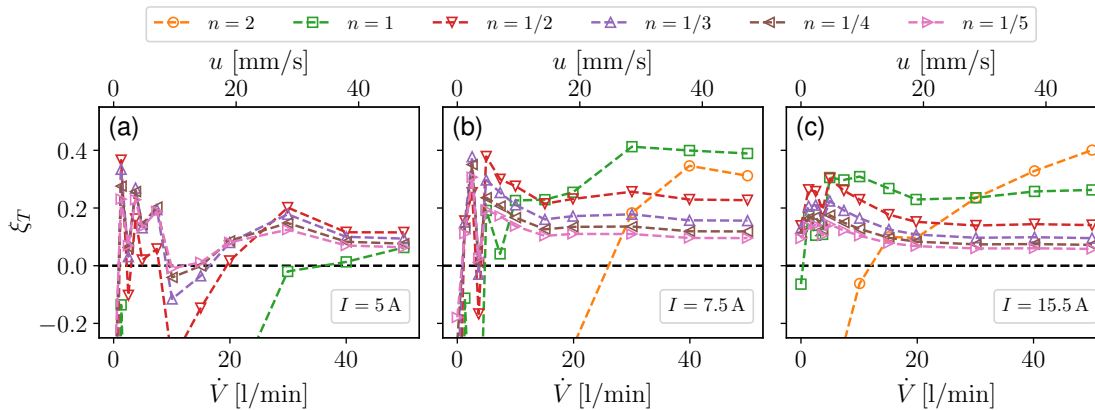 n = 2 n = 1 n = 1/2 n = 1/3 n = 1/4 n = 1/5
u [mm/s] u [mm/s] u [mm/s]
0 20 40 0 20 40 0 20 40
(a) (b) (c)
0.4
0.2
0.0
−0.2
ξ_T
I = 5 A I = 7.5 A I = 15.5 A
0 20 40 0 20 40 0 20 40
V̇ [l/min] V̇ [l/min] V̇ [l/min]